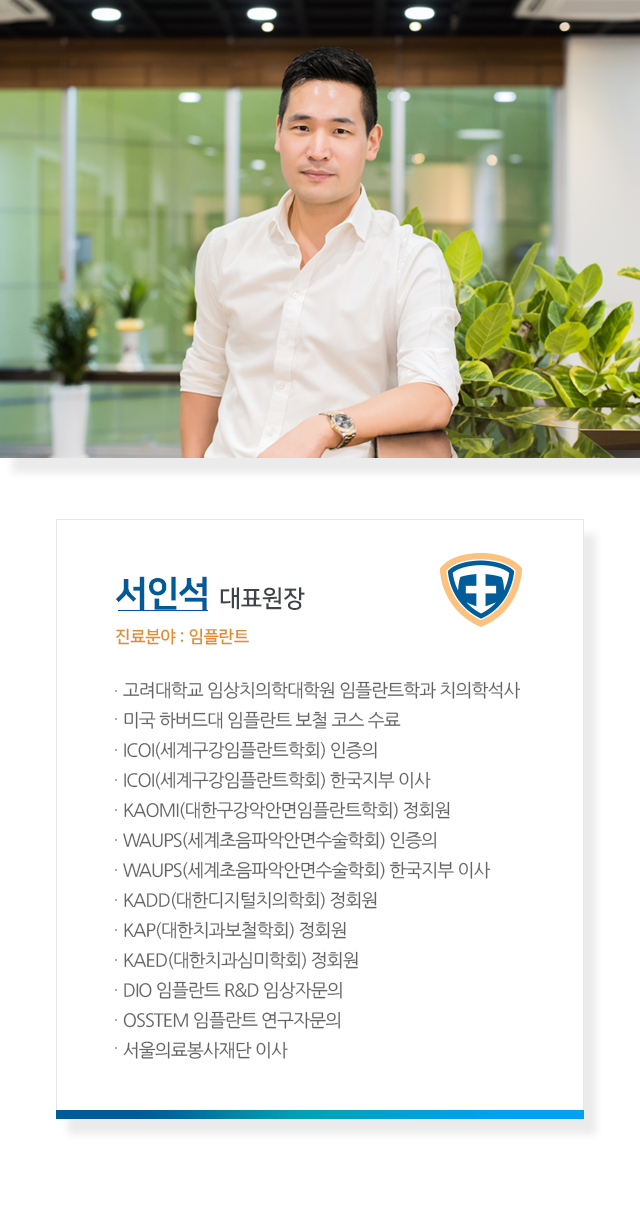 서인석 대표원장
진료분야 : 임플란트
· 고려대학교 임상치의학대학원 임플란트학과 치의학석사
· 미국 하버드대 임플란트 보철 코스 수료
· ICOI(세계구강임플란트학회) 인증의
· ICOI(세계구강임플란트학회) 한국지부 이사
· KAOMI(대한구강악안면임플란트학회) 정회원
· WAUPS(세계초음파악안면수술학회) 인증의
· WAUPS(세계초음파악안면수술학회) 한국지부 이사
· KADD(대한디지털치의학회) 정회원
· KAP(대한치과보철학회) 정회원
· KAED(대한치과심미학회) 정회원
· DIO 임플란트 R&D 임상자문의
· OSSTEM 임플란트 연구자문의
· 서울의료봉사재단 이사